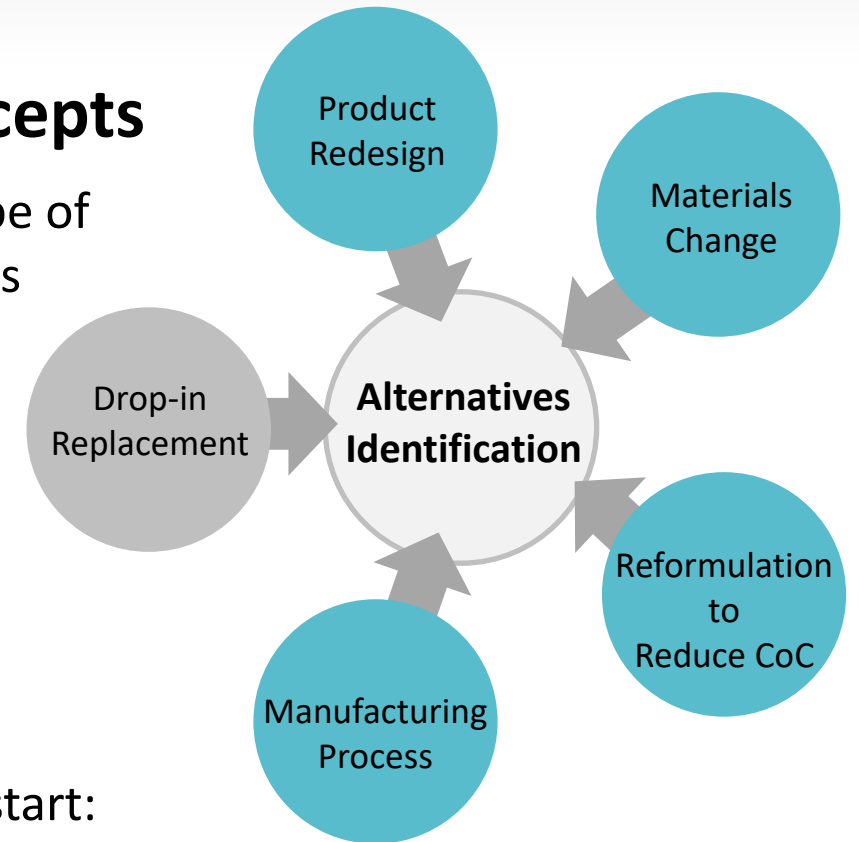 cepts
pe of
s
Product
Redesign
Materials
Change
Drop-in
Replacement
Alternatives
Identification
Reformulation
to
Reduce CoC
Manufacturing
Process
start: